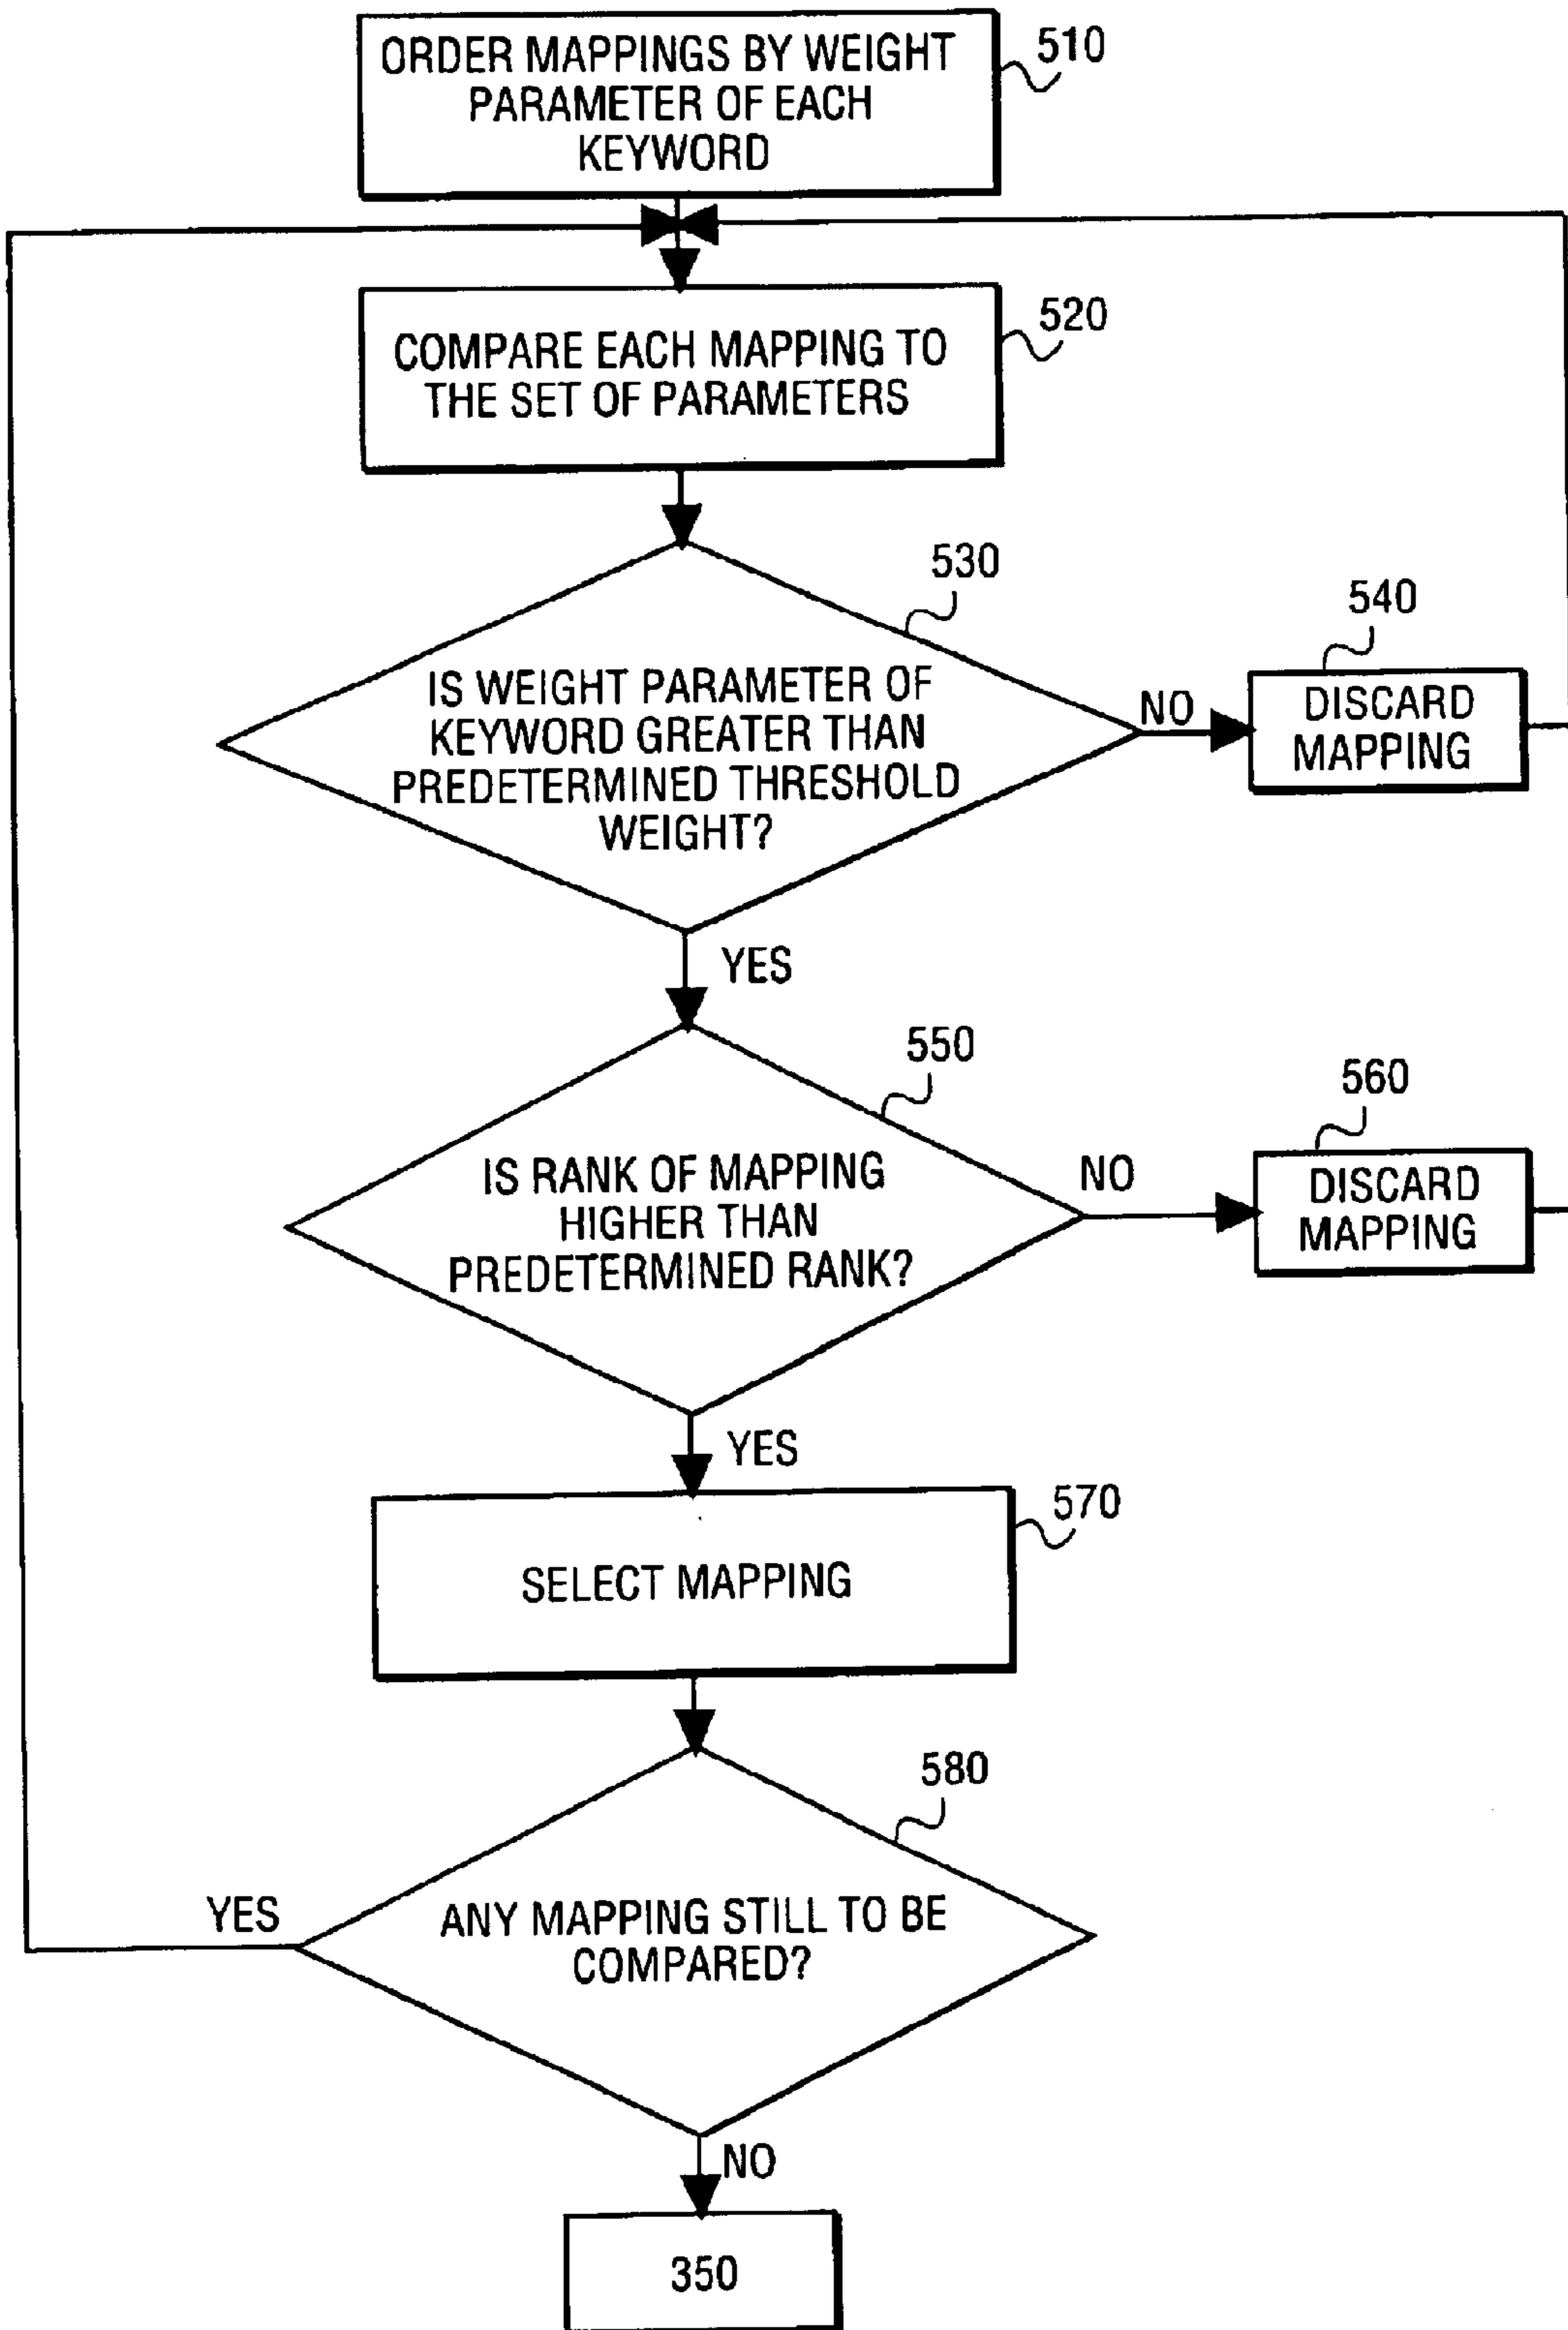 ORDER MAPPINGS BY WEIGHT
PARAMETER OF EACH
KEYWORD
510
COMPARE EACH MAPPING TO
THE SET OF PARAMETERS
520
530
IS WEIGHT PARAMETER OF
KEYWORD GREATER THAN
PREDETERMINED THRESHOLD
WEIGHT?
NO
540
DISCARD
MAPPING
YES
550
IS RANK OF MAPPING
HIGHER THAN
PREDETERMINED RANK?
NO
560
DISCARD
MAPPING
YES
570
SELECT MAPPING
580
ANY MAPPING STILL TO BE
COMPARED?
YES
NO
350